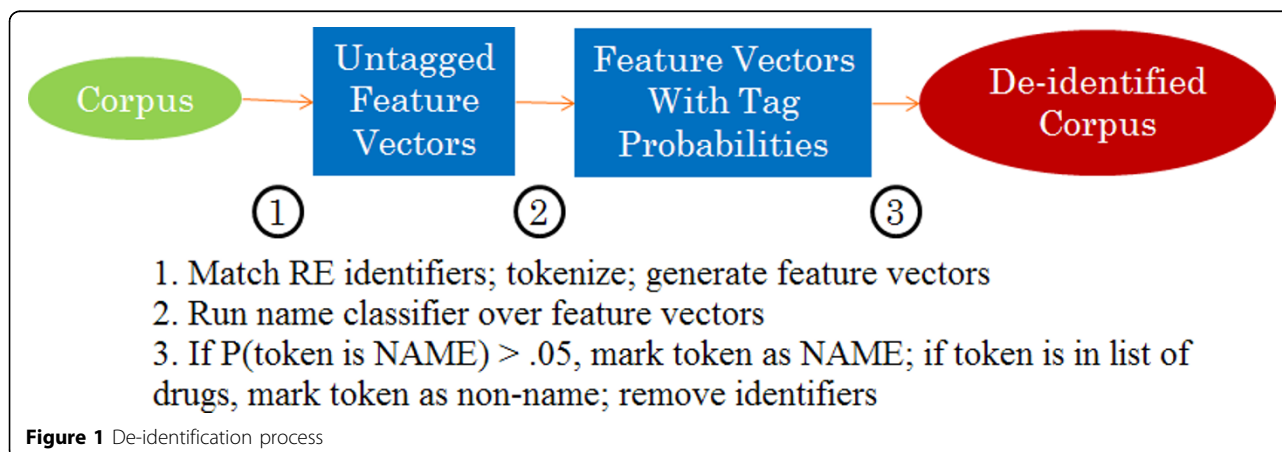 Corpus
Untagged
Feature
Vectors
Feature Vectors
With Tag
Probabilities
De-identified
Corpus
① ② ③
1. Match RE identifiers; tokenize; generate feature vectors
2. Run name classifier over feature vectors
3. If P(token is NAME) > .05, mark token as NAME; if token is in list of
drugs, mark token as non-name; remove identifiers
Figure 1 De-identification process